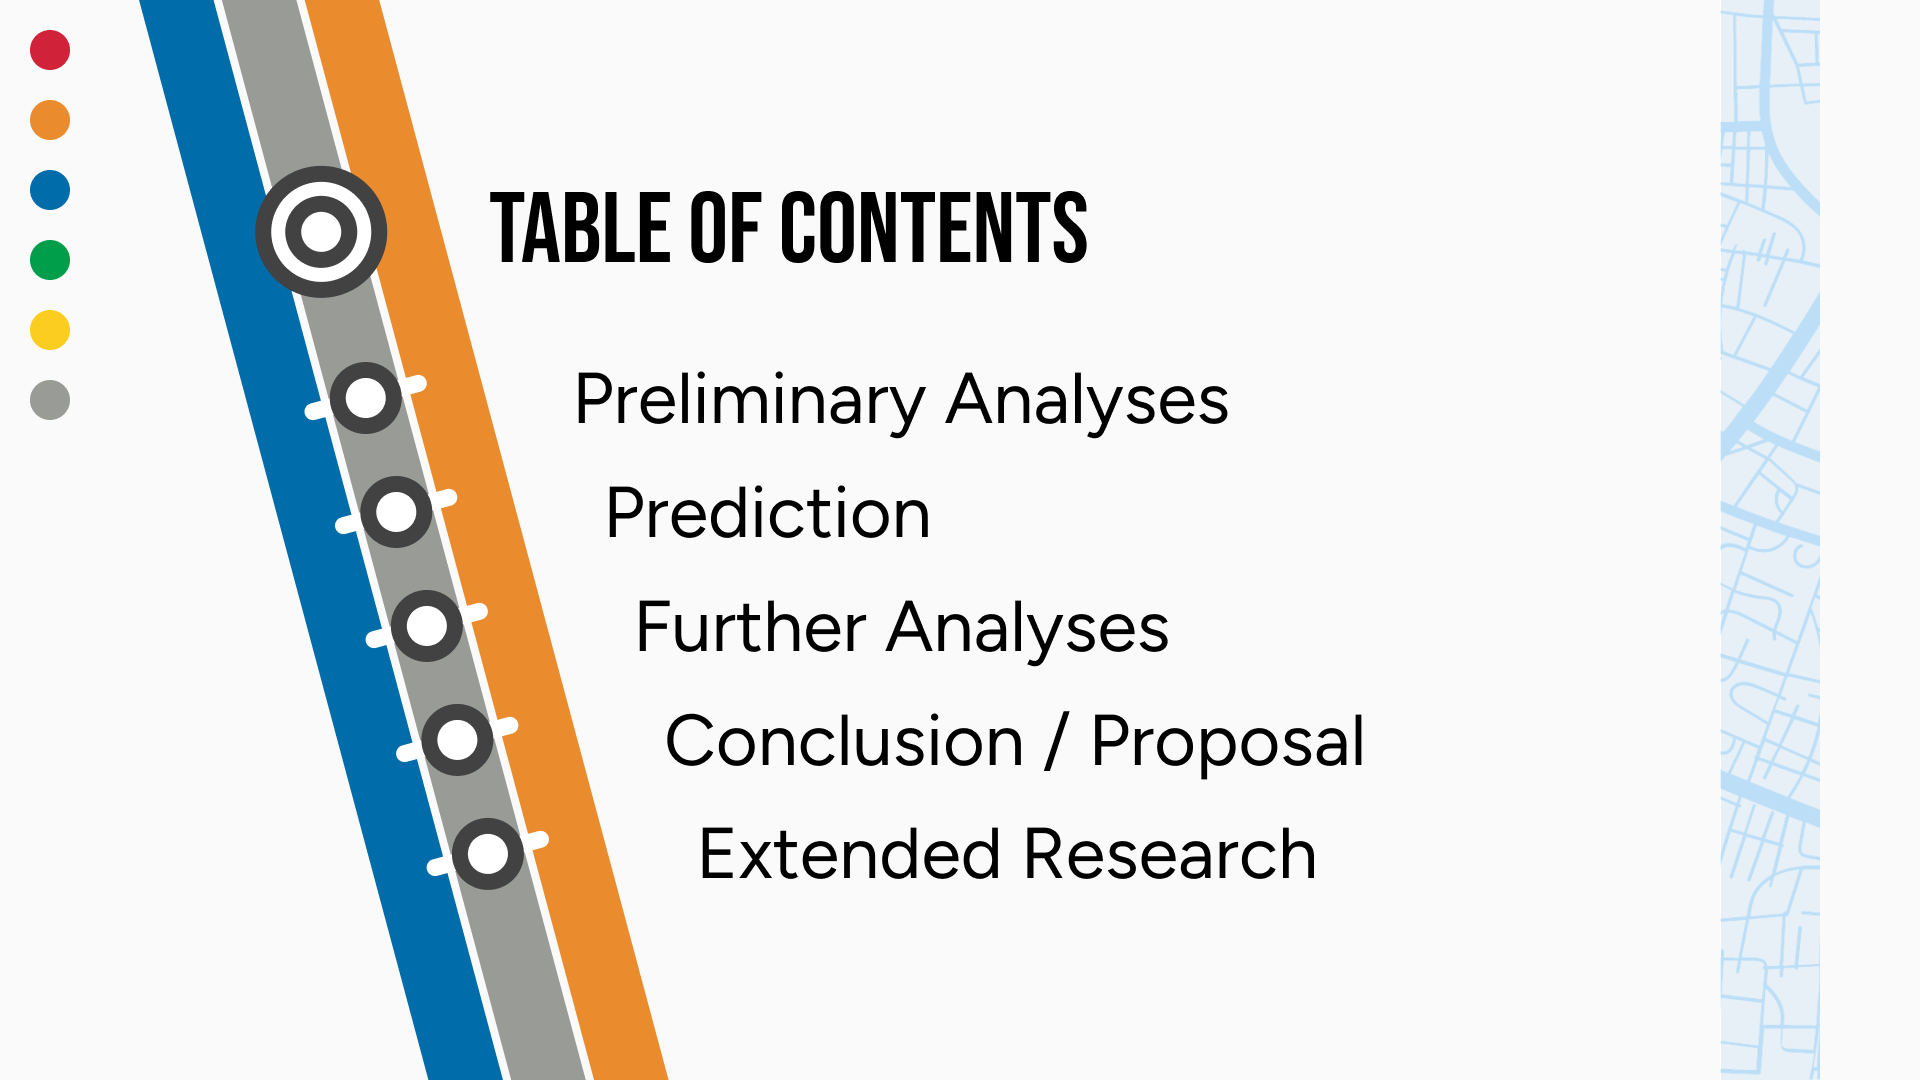 TABLE OF CONTENTS
Preliminary Analyses
Prediction
Further Analyses
Conclusion / Proposal
Extended Research